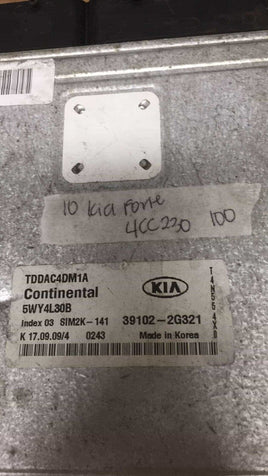 10 Kia Forte
4CC230 100
TDDAC4DM1A
Continental
5WY4L30B
KIA
Index 03 SIM2K-141
39102-2G321
K 17.09.09/4 0243
Made in Korea